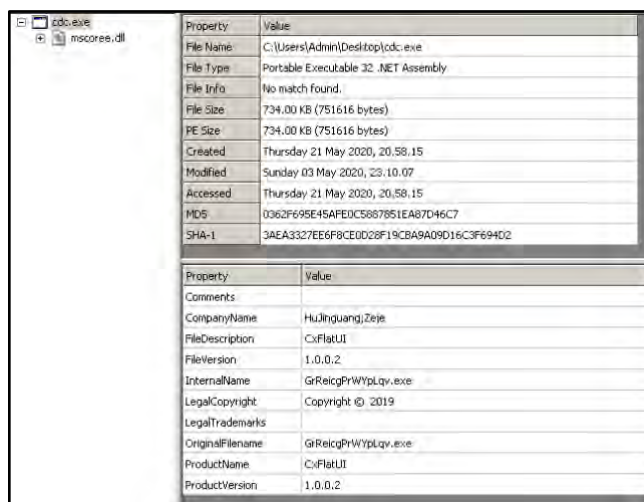 cdc.exe
mscoree.dll
Property Value
File Name C:\Users\Admin\Desktop\cdc.exe
File Type Portable Executable 32 .NET Assembly
File Info No match found.
File Size 734.00 KB (751616 bytes)
PE Size 734.00 KB (751616 bytes)
Created Thursday 21 May 2020, 20.58.15
Modified Sunday 03 May 2020, 23.10.07
Accessed Thursday 21 May 2020, 20.58.15
MD5 0362F695E45AFE0C5887851EA87D46C7
SHA-1 3AEA3327EE6F8CE0D28F19CBA9A09D16C3F694D2
Property Value
Comments
CompanyName HuJinguang;Zeje
FileDescription CxFlatUI
FileVersion 1.0.0.2
InternalName GrReicgPrWYpLqv.exe
LegalCopyright Copyright © 2019
LegalTrademarks
OriginalFilename GrReicgPrWYpLqv.exe
ProductName CxFlatUI
ProductVersion 1.0.0.2